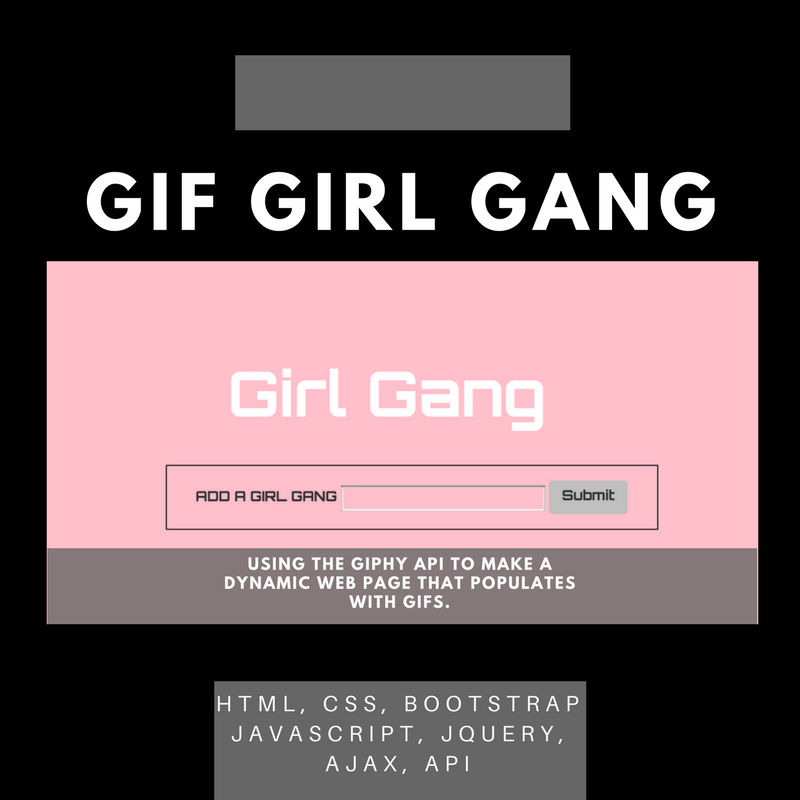 GIF GIRL GANG
Girl Gang
ADD A GIRL GANG Submit
USING THE GIPHY API TO MAKE A
DYNAMIC WEB PAGE THAT POPULATES
WITH GIFS.
HTML, CSS, BOOTSTRAP
JAVASCRIPT, JQUERY,
AJAX, API